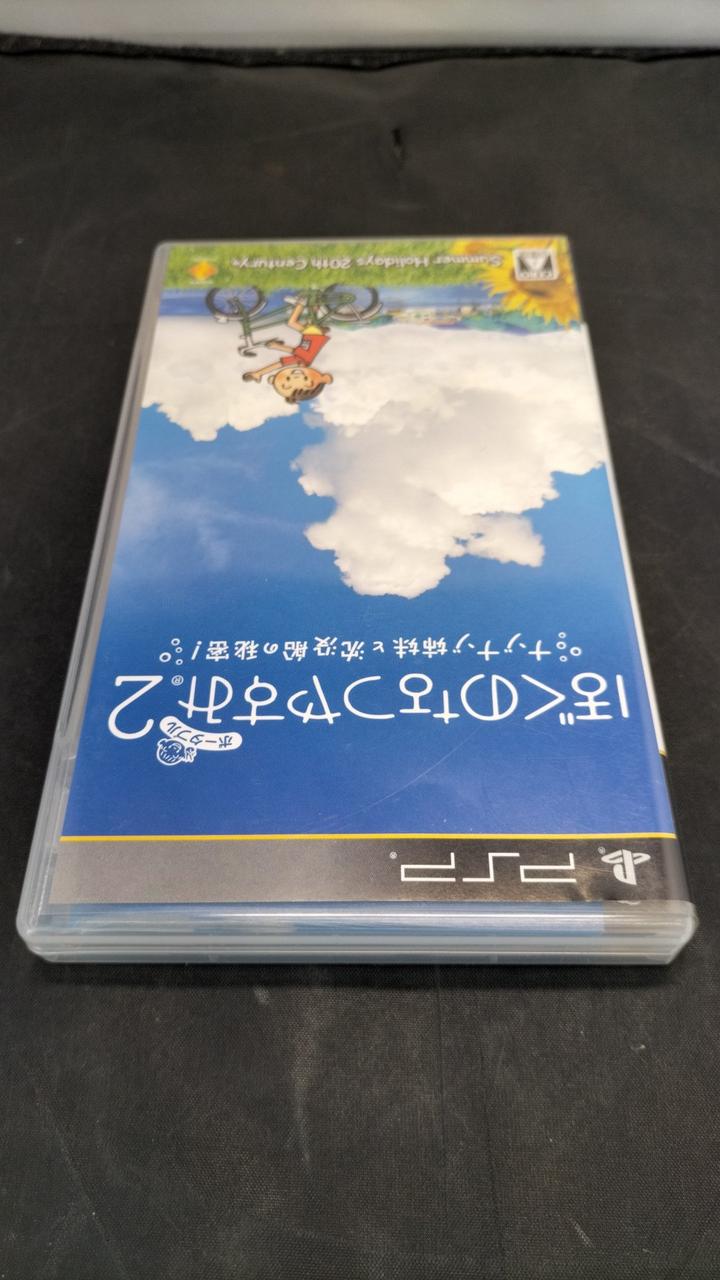 PSP®
ポータブル
ぼくのなつやすみ®2
ナゾナゾ姉妹と沈没船の秘密!
Summer Holidays 20th Century
A
CERO